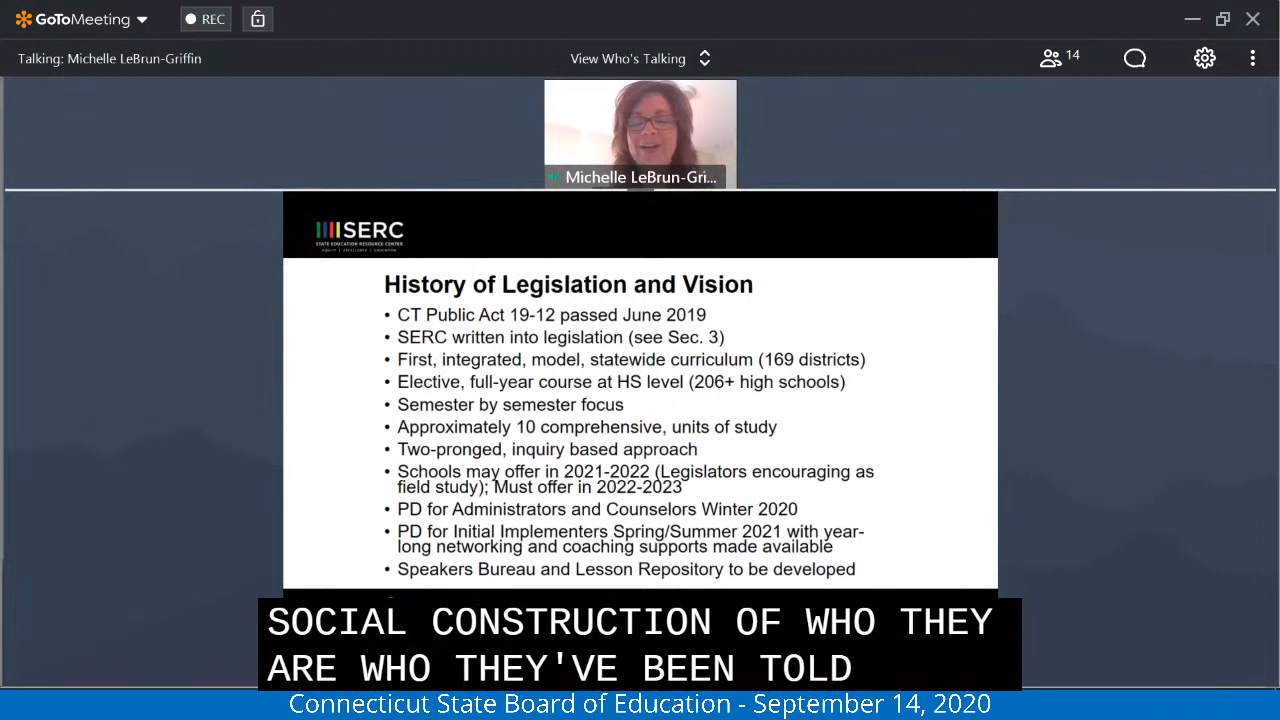 GoToMeeting
REC
Talking: Michelle LeBrun-Griffin
View Who's Talking
14
Michelle LeBrun-Gri...
SERC
STATE EDUCATION RESOURCE CENTER
EQUITY | EXCELLENCE | EDUCATION
History of Legislation and Vision
• CT Public Act 19-12 passed June 2019
• SERC written into legislation (see Sec. 3)
• First, integrated, model, statewide curriculum (169 districts)
• Elective, full-year course at HS level (206+ high schools)
• Semester by semester focus
• Approximately 10 comprehensive, units of study
• Two-pronged, inquiry based approach
• Schools may offer in 2021-2022 (Legislators encouraging as
field study); Must offer in 2022-2023
• PD for Administrators and Counselors Winter 2020
• PD for Initial Implementers Spring/Summer 2021 with year-
long networking and coaching supports made available
• Speakers Bureau and Lesson Repository to be developed
SOCIAL CONSTRUCTION OF WHO THEY
ARE WHO THEY'VE BEEN TOLD
Connecticut State Board of Education - September 14, 2020